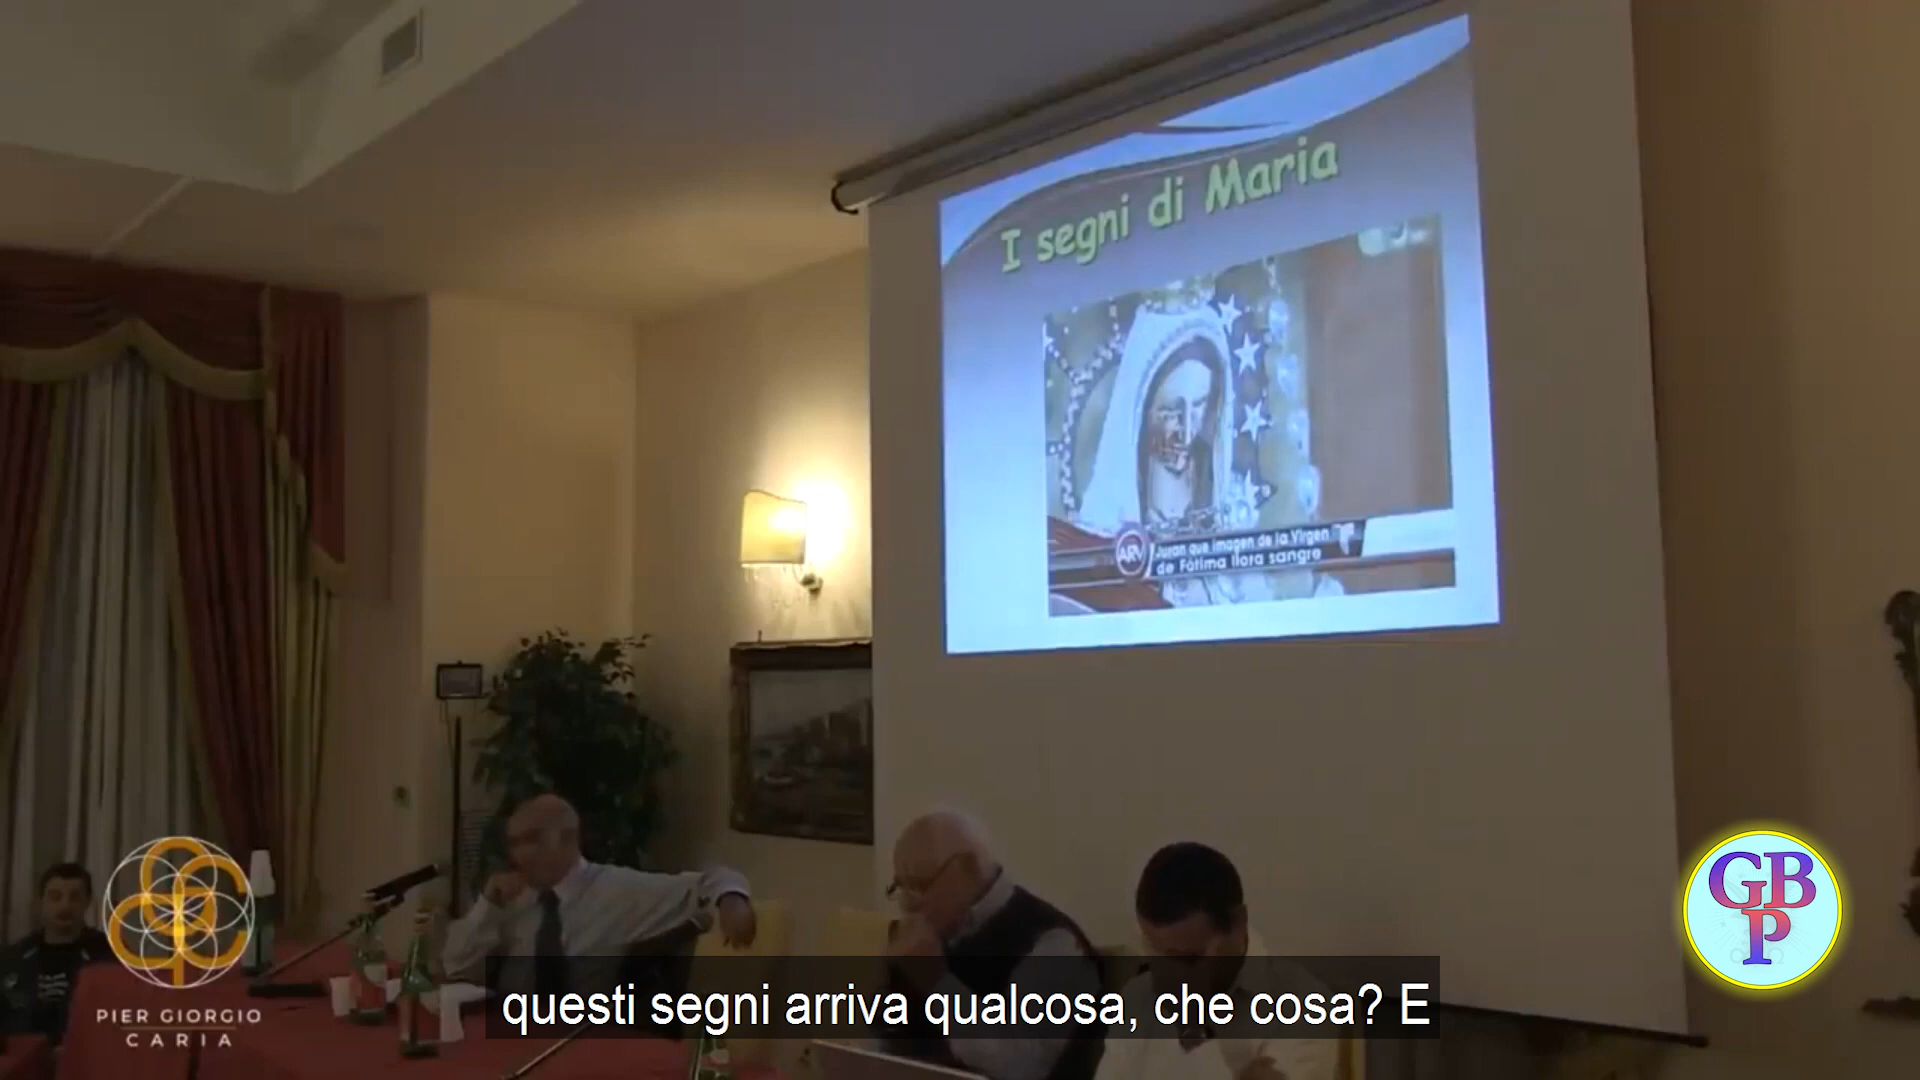 I segni di Maria
ARV
Juran que imagen de la Virgen
de Fátima llora sangre
PIER GIORGIO
CARIA
GBP
questi segni arriva qualcosa, che cosa? E